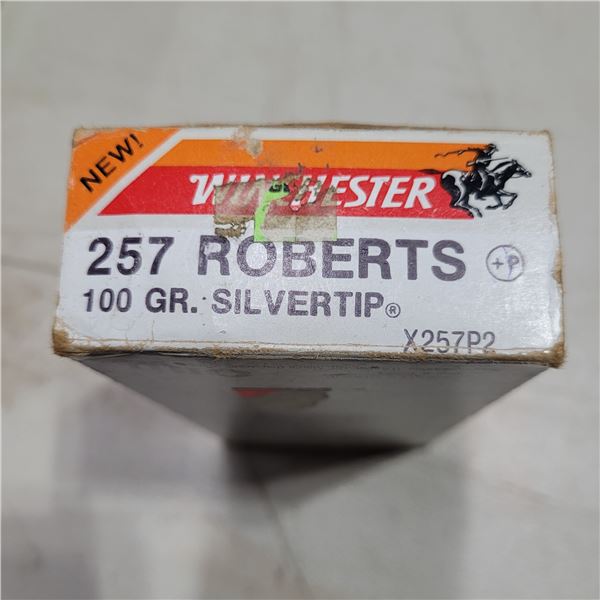 NEW!
WINCHESTER
257 ROBERTS +P
100 GR. SILVERTIP®
X257P2